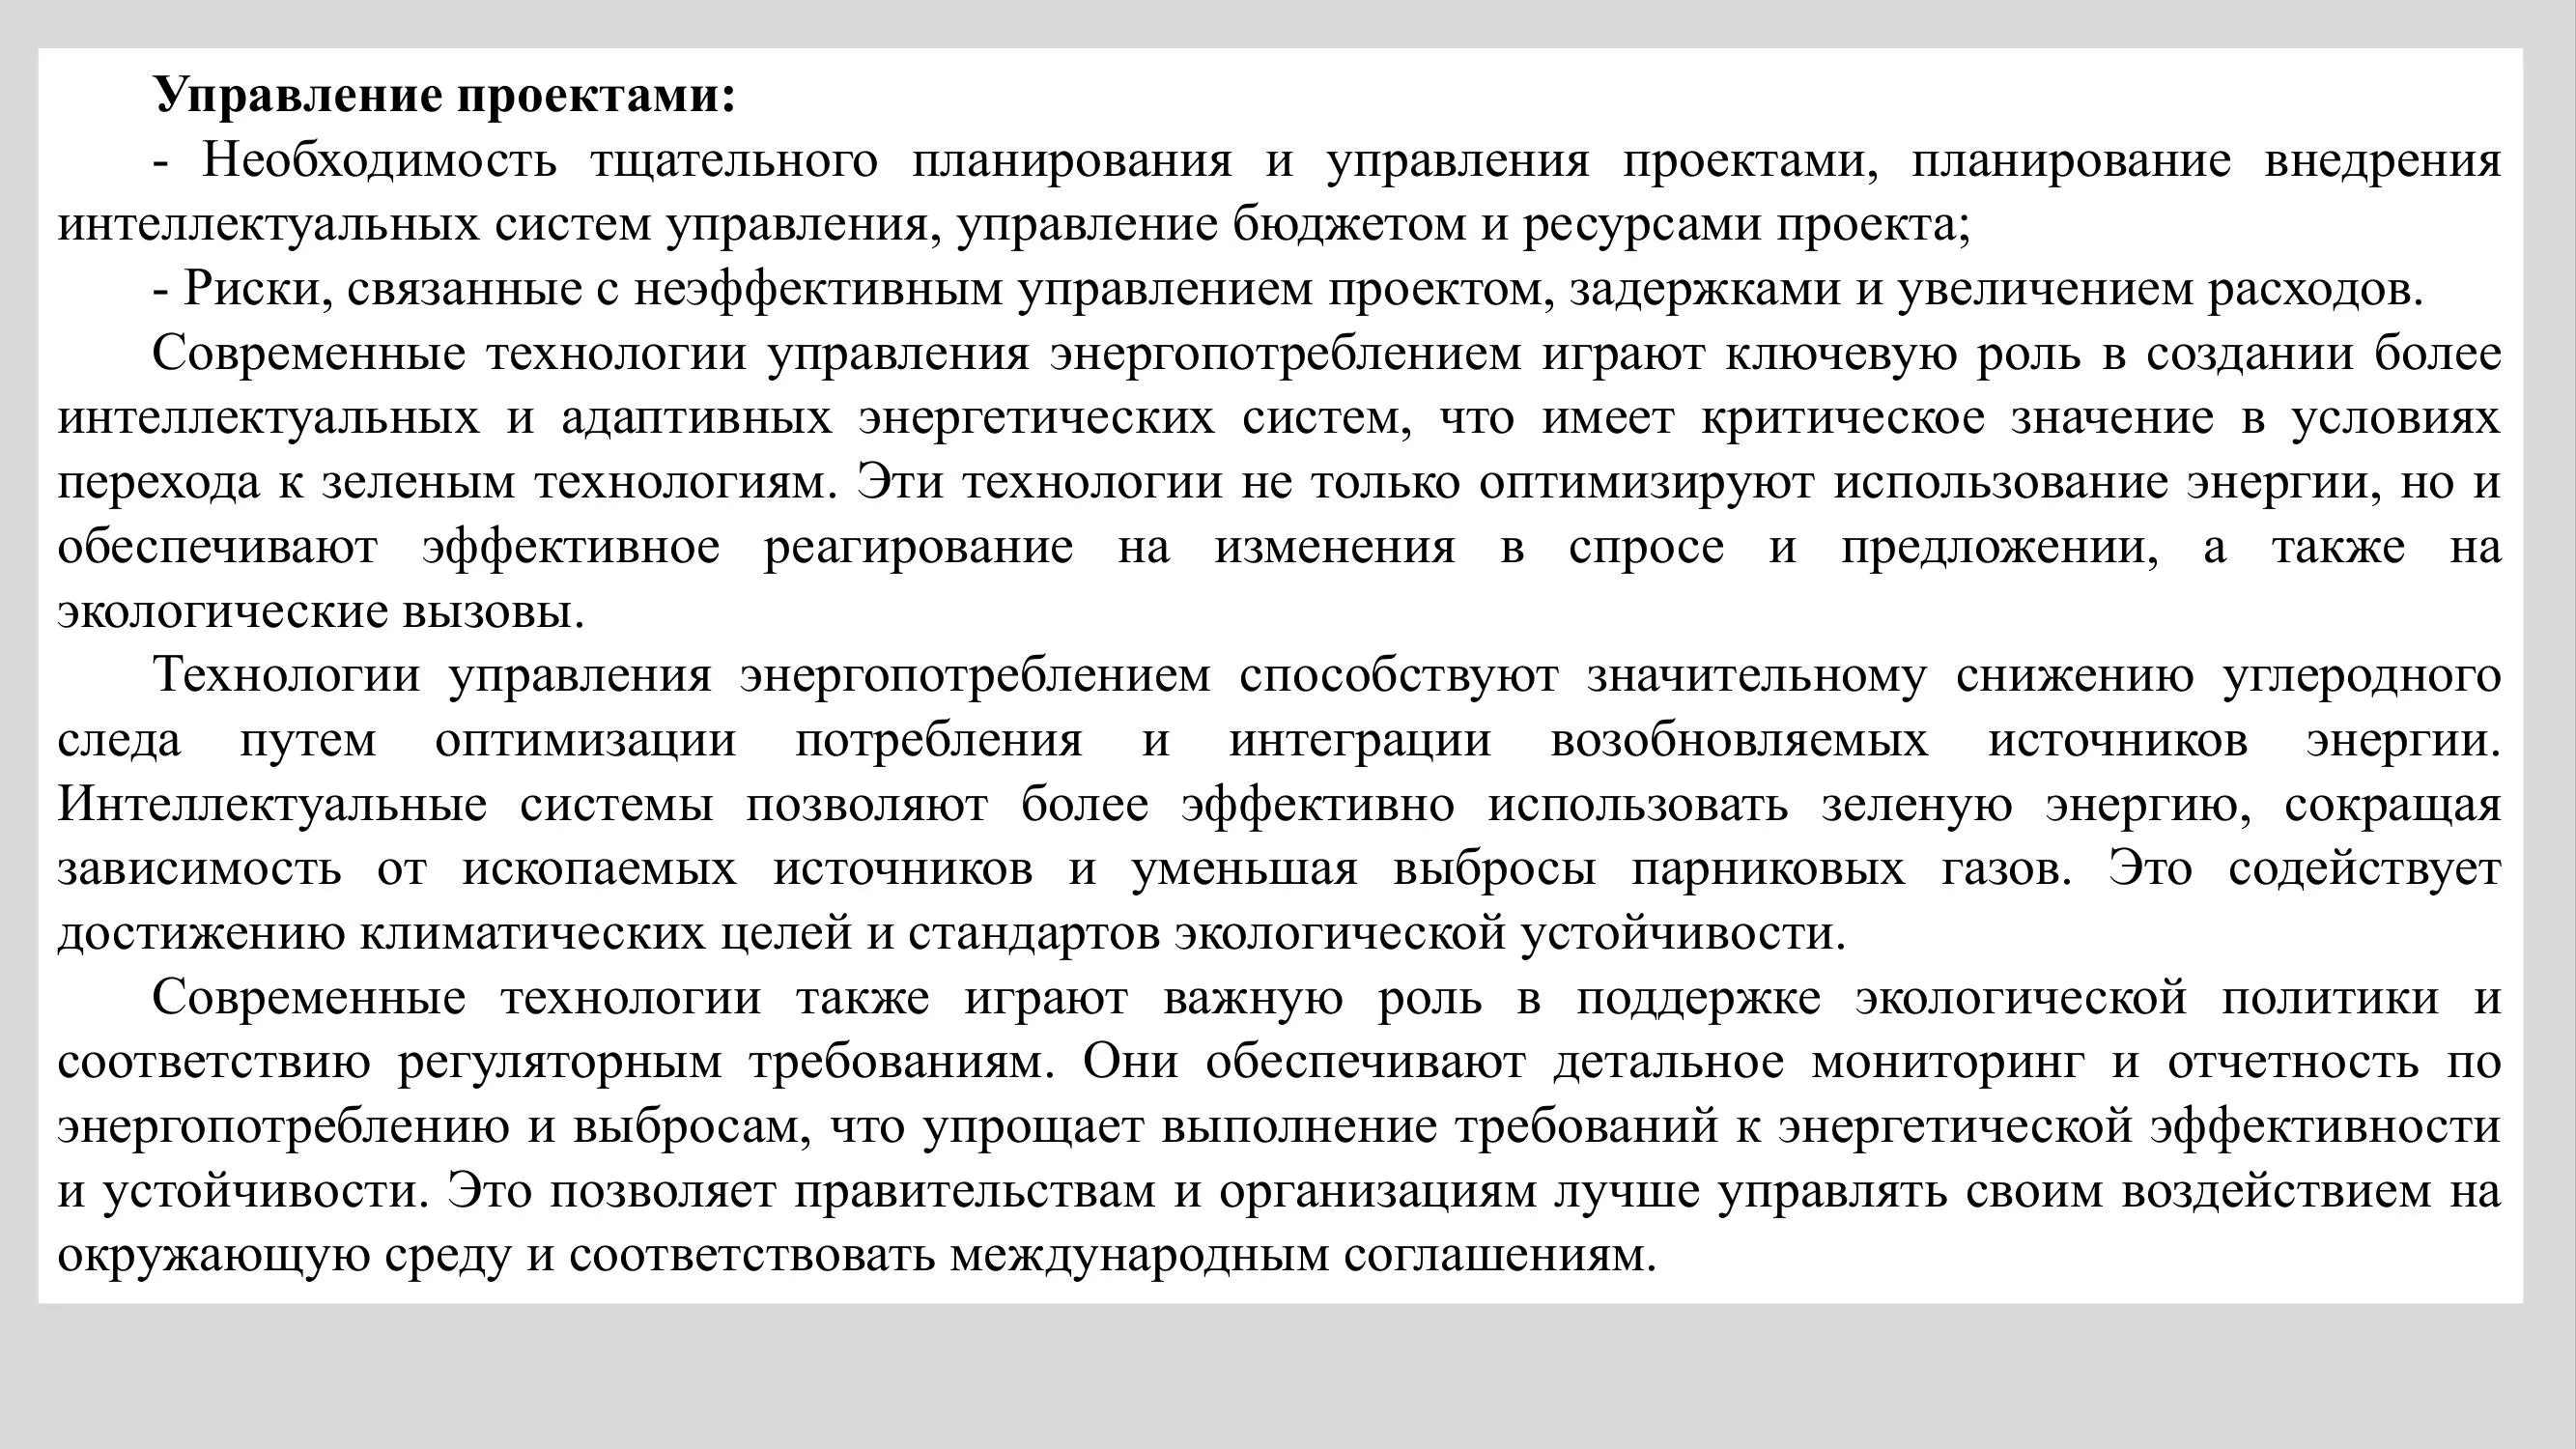 Управление проектами:
- Необходимость тщательного планирования и управления проектами, планирование внедрения
интеллектуальных систем управления, управление бюджетом и ресурсами проекта;
- Риски, связанные с неэффективным управлением проектом, задержками и увеличением расходов.
Современные технологии управления энергопотреблением играют ключевую роль в создании более
интеллектуальных и адаптивных энергетических систем, что имеет критическое значение в условиях
перехода к зеленым технологиям. Эти технологии не только оптимизируют использование энергии, но и
обеспечивают эффективное реагирование на изменения в спросе и предложении, а также на
экологические вызовы.
Технологии управления энергопотреблением способствуют значительному снижению углеродного
следа путем оптимизации потребления и интеграции возобновляемых источников энергии.
Интеллектуальные системы позволяют более эффективно использовать зеленую энергию, сокращая
зависимость от ископаемых источников и уменьшая выбросы парниковых газов. Это содействует
достижению климатических целей и стандартов экологической устойчивости.
Современные технологии также играют важную роль в поддержке экологической политики и
соответствию регуляторным требованиям. Они обеспечивают детальное мониторинг и отчетность по
энергопотреблению и выбросам, что упрощает выполнение требований к энергетической эффективности
и устойчивости. Это позволяет правительствам и организациям лучше управлять своим воздействием на
окружающую среду и соответствовать международным соглашениям.